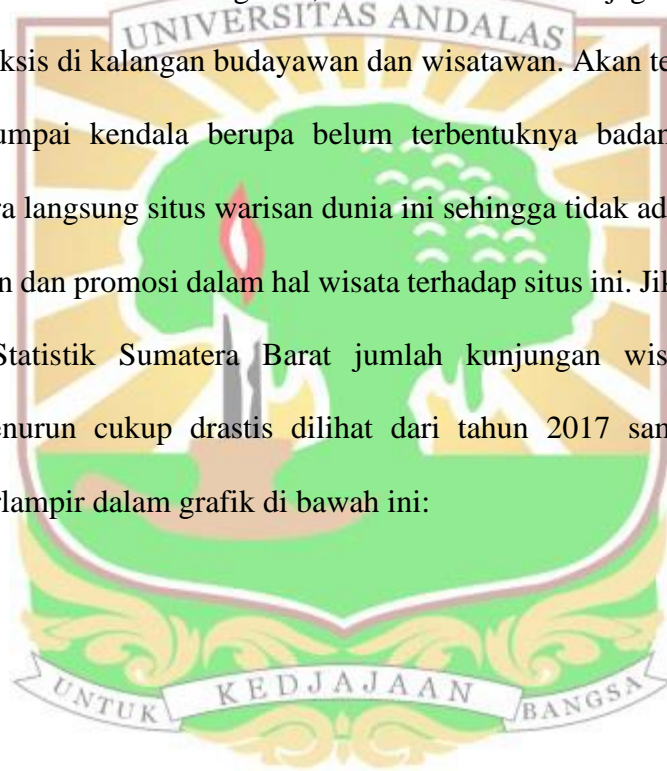 UNIVERSITAS ANDALAS
ksis di kalangan budayawan dan wisatawan. Akan te
umpai kendala berupa belum terbentuknya badan
a langsung situs warisan dunia ini sehingga tidak ad
n dan promosi dalam hal wisata terhadap situs ini. Jik
Statistik Sumatera Barat jumlah kunjungan wis
enurun cukup drastis dilihat dari tahun 2017 sam
rlampir dalam grafik di bawah ini:
UNTUK KEDJAJAAN BANGSA